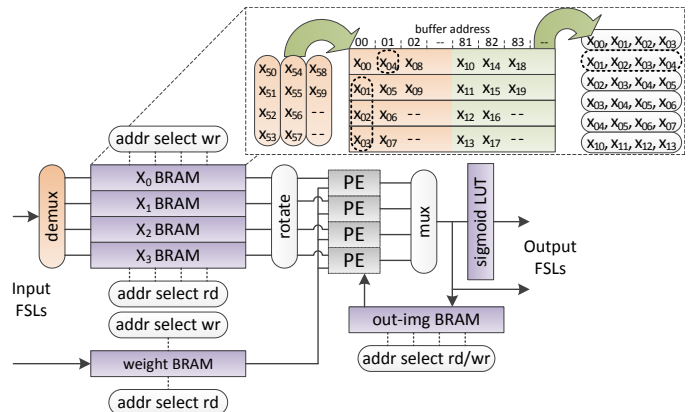 buffer address
00 01 02 -- 81 82 83 --
x00 x04 x08 x10 x14 x18
x01 x05 x09 x11 x15 x19
x02 x06 -- x12 x16 --
x03 x07 -- x13 x17 --
x50 x54 x58
x51 x55 x59
x52 x56 --
x53 x57 --
x00, x01, x02, x03
x01, x02, x03, x04
x02, x03, x04, x05
x03, x04, x05, x06
x04, x05, x06, x07
x10, x11, x12, x13
addr select wr
demux
X0 BRAM
X1 BRAM
X2 BRAM
X3 BRAM
rotate
PE
PE
PE
PE
mux
sigmoid LUT
Input
FSLs
Output
FSLs
addr select rd
addr select wr
out-img BRAM
weight BRAM
addr select rd/wr
addr select rd